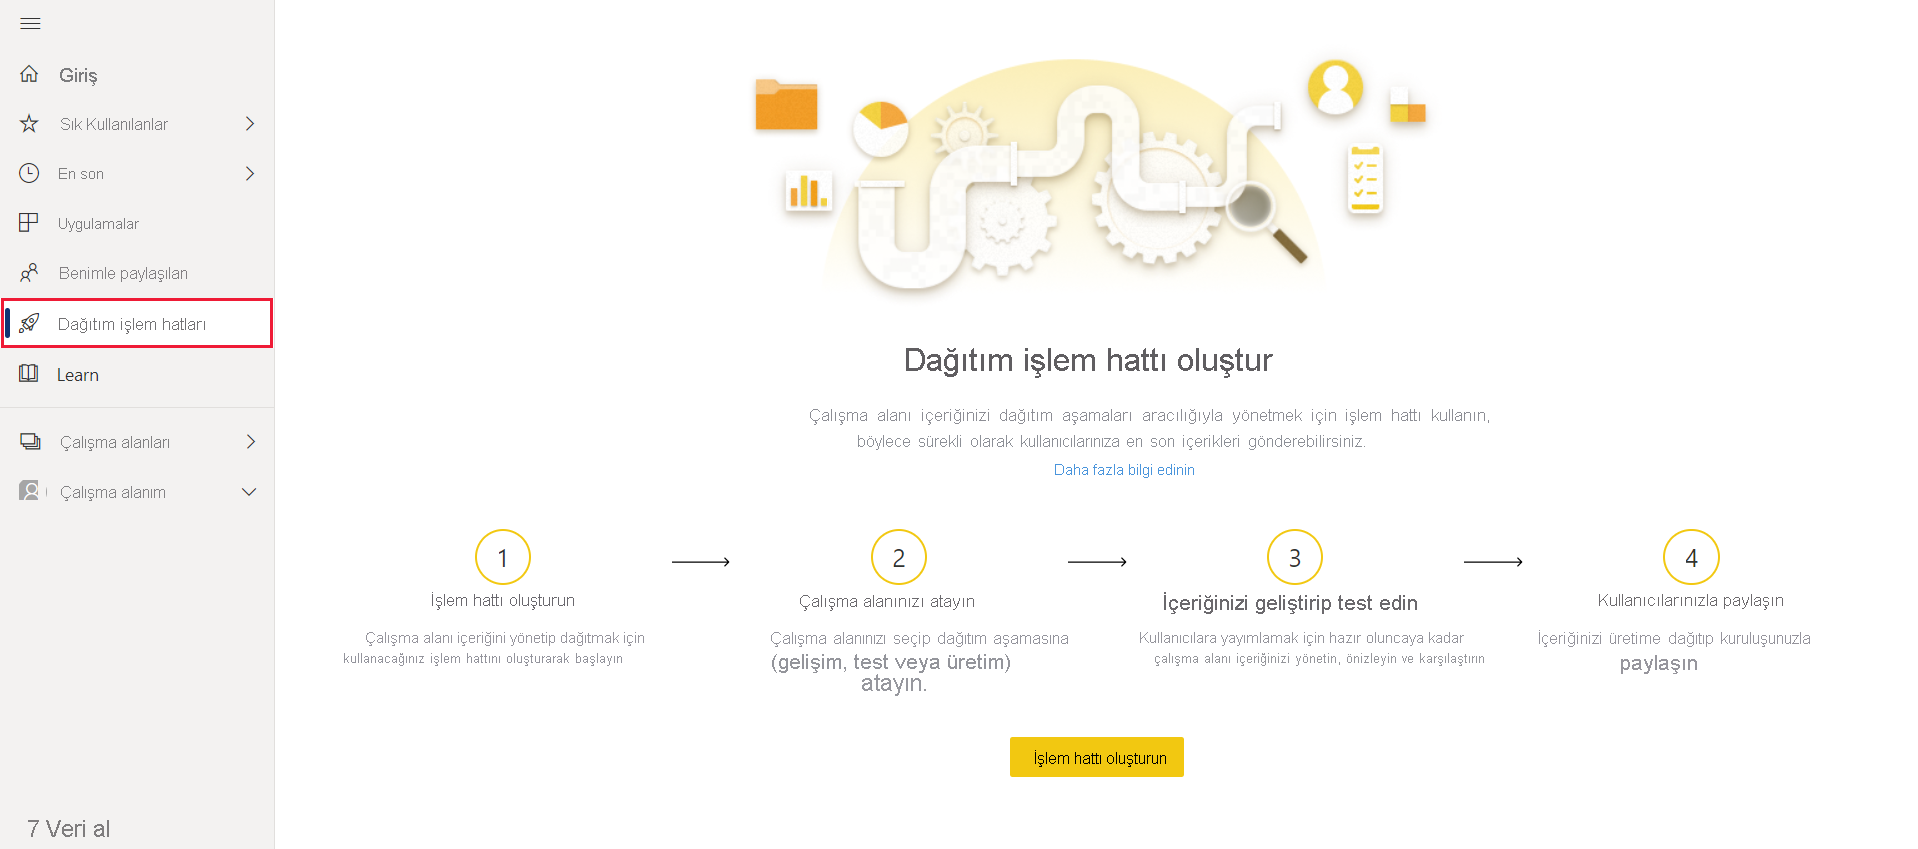 Giriş
Sık Kullanılanlar
En son
Uygulamalar
Benimle paylaşılan
Dağıtım işlem hatları
Learn
Çalışma alanları
Çalışma alanım
7 Veri al
Dağıtım işlem hattı oluştur
Çalışma alanı içeriğinizi dağıtım aşamaları aracılığıyla yönetmek için işlem hattı kullanın,
böylece sürekli olarak kullanıcılarınıza en son içerikleri gönderebilirsiniz.
Daha fazla bilgi edinin
1
İşlem hattı oluşturun
Çalışma alanı içeriğini yönetip dağıtmak için
kullanacağınız işlem hattını oluşturarak başlayın
2
Çalışma alanınızı atayın
Çalışma alanınızı seçip dağıtım aşamasına
(gelişim, test veya üretim)
atayın.
3
İçeriğinizi geliştirip test edin
Kullanıcılara yayımlamak için hazır oluncaya kadar
çalışma alanı içeriğinizi yönetin, önizleyin ve karşılaştırın
4
Kullanıcılarınızla paylaşın
İçeriğinizi üretime dağıtıp kuruluşunuzla
paylaşın
İşlem hattı oluşturun